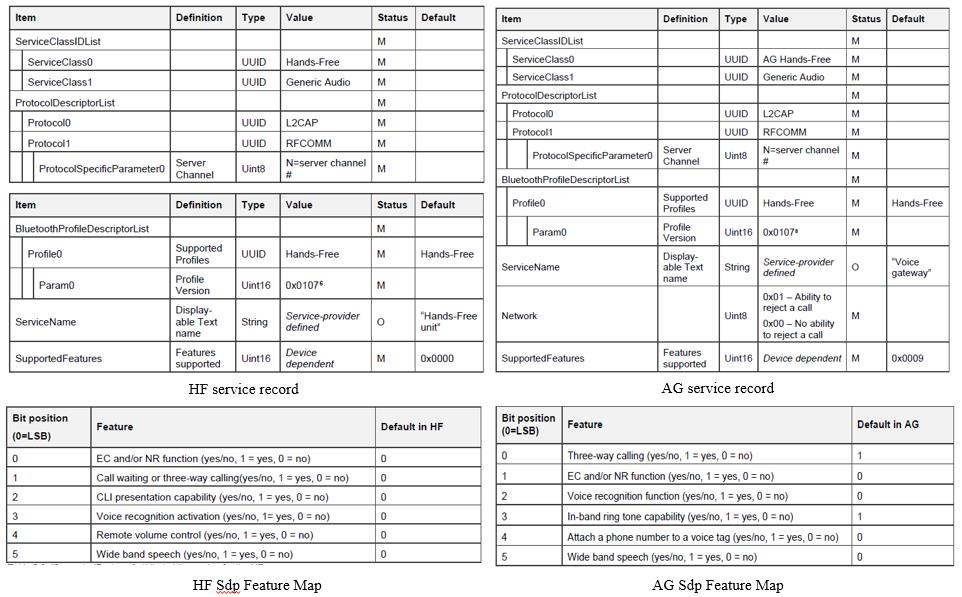 Item Definition Type Value Status Default
ServiceClassIDList M
ServiceClass0 UUID Hands-Free M
ServiceClass1 UUID Generic Audio M
ProtocolDescriptorList M
Protocol0 UUID L2CAP M
Protocol1 UUID RFCOMM M
ProtocolSpecificParameter0 Server Channel Uint8 N=server channel # M
Item Definition Type Value Status Default
BluetoothProfileDescriptorList M
Profile0 Supported Profiles UUID Hands-Free M Hands-Free
Param0 Profile Version Uint16 0x0107⁶ M
ServiceName Display-able Text name String Service-provider defined O "Hands-Free unit"
SupportedFeatures Features supported Uint16 Device dependent M 0x0000
HF service record
Item Definition Type Value Status Default
ServiceClassIDList M
ServiceClass0 UUID AG Hands-Free M
ServiceClass1 UUID Generic Audio M
ProtocolDescriptorList M
Protocol0 UUID L2CAP M
Protocol1 UUID RFCOMM M
ProtocolSpecificParameter0 Server Channel Uint8 N=server channel # M
BluetoothProfileDescriptorList M
Profile0 Supported Profiles UUID Hands-Free M Hands-Free
Param0 Profile Version Uint16 0x0107 M
ServiceName Display-able Text name String Service-provider defined O "Voice gateway"
Network Uint8 0x01 – Ability to reject a call 0x00 – No ability to reject a call M
SupportedFeatures Features supported Uint16 Device dependent M 0x0009
AG service record
Bit position (0=LSB) Feature Default in HF
0 EC and/or NR function (yes/no, 1 = yes, 0 = no) 0
1 Call waiting or three-way calling(yes/no, 1 = yes, 0 = no) 0
2 CLI presentation capability (yes/no, 1 = yes, 0 = no) 0
3 Voice recognition activation (yes/no, 1= yes, 0 = no) 0
4 Remote volume control (yes/no, 1 = yes, 0 = no) 0
5 Wide band speech (yes/no, 1 = yes, 0 = no) 0
HF Sdp Feature Map
Bit position (0=LSB) Feature Default in AG
0 Three-way calling (yes/no, 1 = yes, 0 = no) 1
1 EC and/or NR function (yes/no, 1 = yes, 0 = no) 0
2 Voice recognition function (yes/no, 1 = yes, 0 = no) 0
3 In-band ring tone capability (yes/no, 1 = yes, 0 = no) 1
4 Attach a phone number to a voice tag (yes/no, 1 = yes, 0 = no) 0
5 Wide band speech (yes/no, 1 = yes, 0 = no) 0
AG Sdp Feature Map